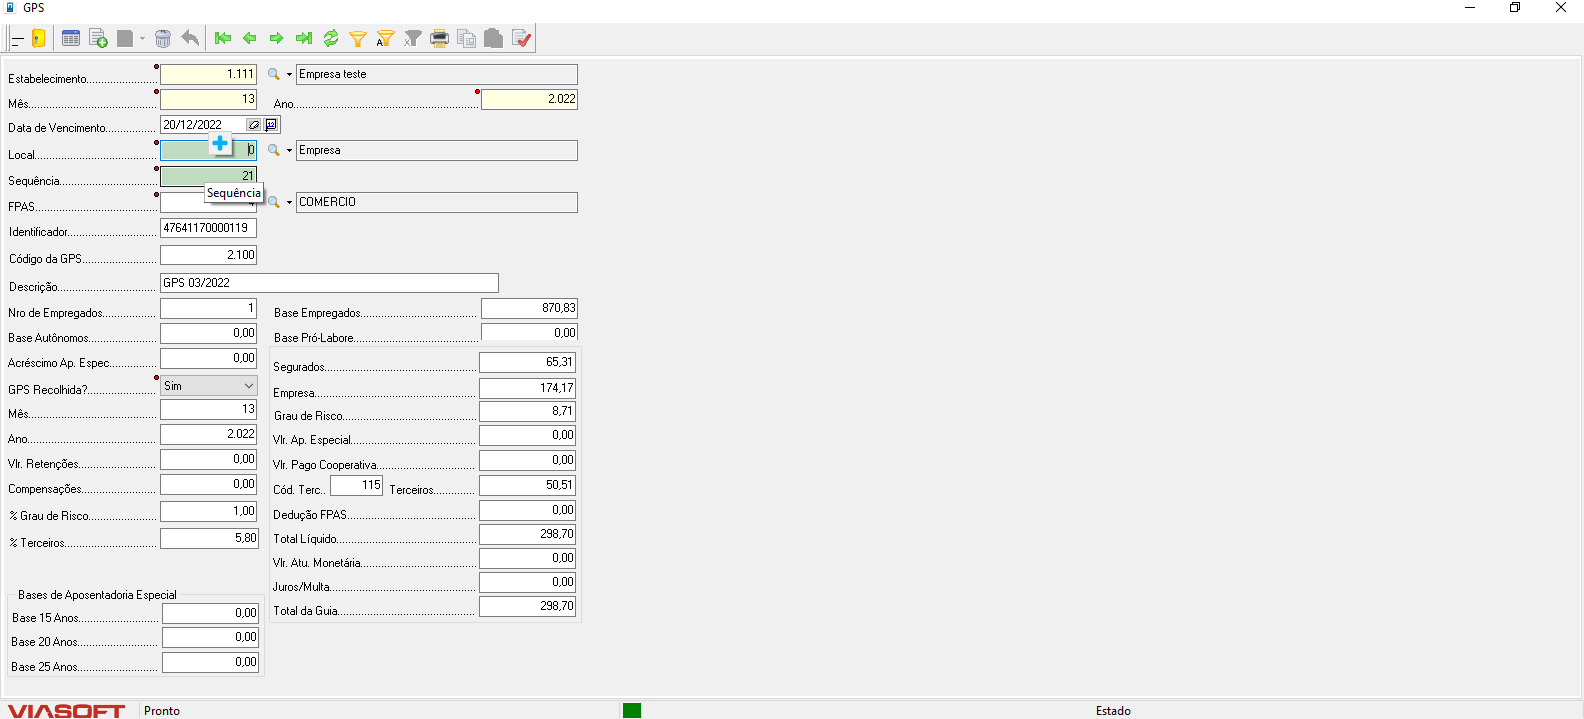 GPS
Estabelecimento 1.111 Empresa teste
Mês 13 Ano 2.022
Data de Vencimento 20/12/2022
Local 0 Empresa
Sequência 21
Sequência
FPAS COMERCIO
Identificador 47641170000119
Código da GPS 2.100
Descrição GPS 03/2022
Nro de Empregados 1 Base Empregados 870,83
Base Autônomos 0,00 Base Pró-Labore 0,00
Acréscimo Ap. Espec. 0,00
GPS Recolhida? Sim
Mês 13
Ano 2.022
Vlr. Retenções 0,00
Compensações 0,00
% Grau de Risco 1,00
% Terceiros 5,80
Segurados 65,31
Empresa 174,17
Grau de Risco 8,71
Vlr. Ap. Especial 0,00
Vlr. Pago Cooperativa 0,00
Cód. Terc.. 115 Terceiros 50,51
Dedução FPAS 0,00
Total Líquido 298,70
Vlr. Atu. Monetária 0,00
Juros/Multa 0,00
Total da Guia 298,70
Bases de Aposentadoria Especial
Base 15 Anos 0,00
Base 20 Anos 0,00
Base 25 Anos 0,00
VIASOFT Pronto Estado